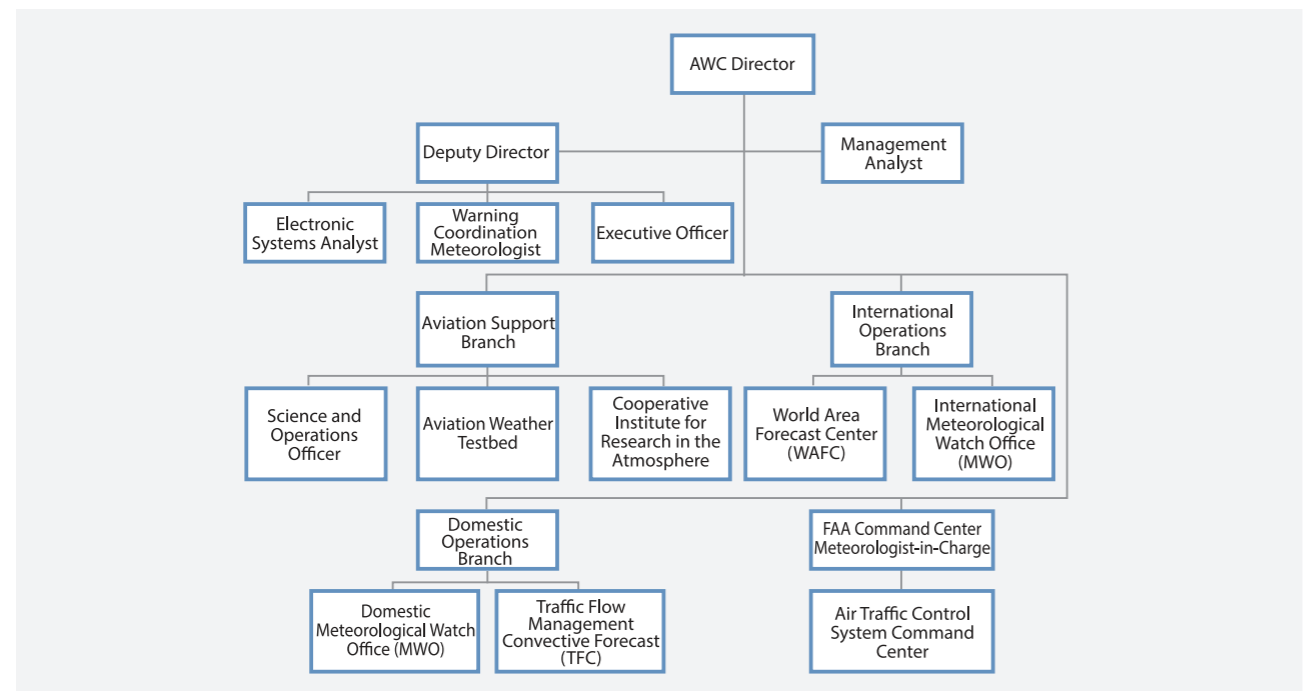 AWC Director
Deputy Director
Management
Analyst
Electronic
Systems Analyst
Warning
Coordination
Meteorologist
Executive Officer
Aviation Support
Branch
International
Operations
Branch
Science and
Operations
Officer
Aviation Weather
Testbed
Cooperative
Institute for
Research in the
Atmosphere
World Area
Forecast Center
(WAFC)
International
Meteorological
Watch Office
(MWO)
Domestic
Operations
Branch
FAA Command Center
Meteorologist-in-Charge
Domestic
Meteorological Watch
Office (MWO)
Traffic Flow
Management
Convective Forecast
(TFC)
Air Traffic Control
System Command
Center